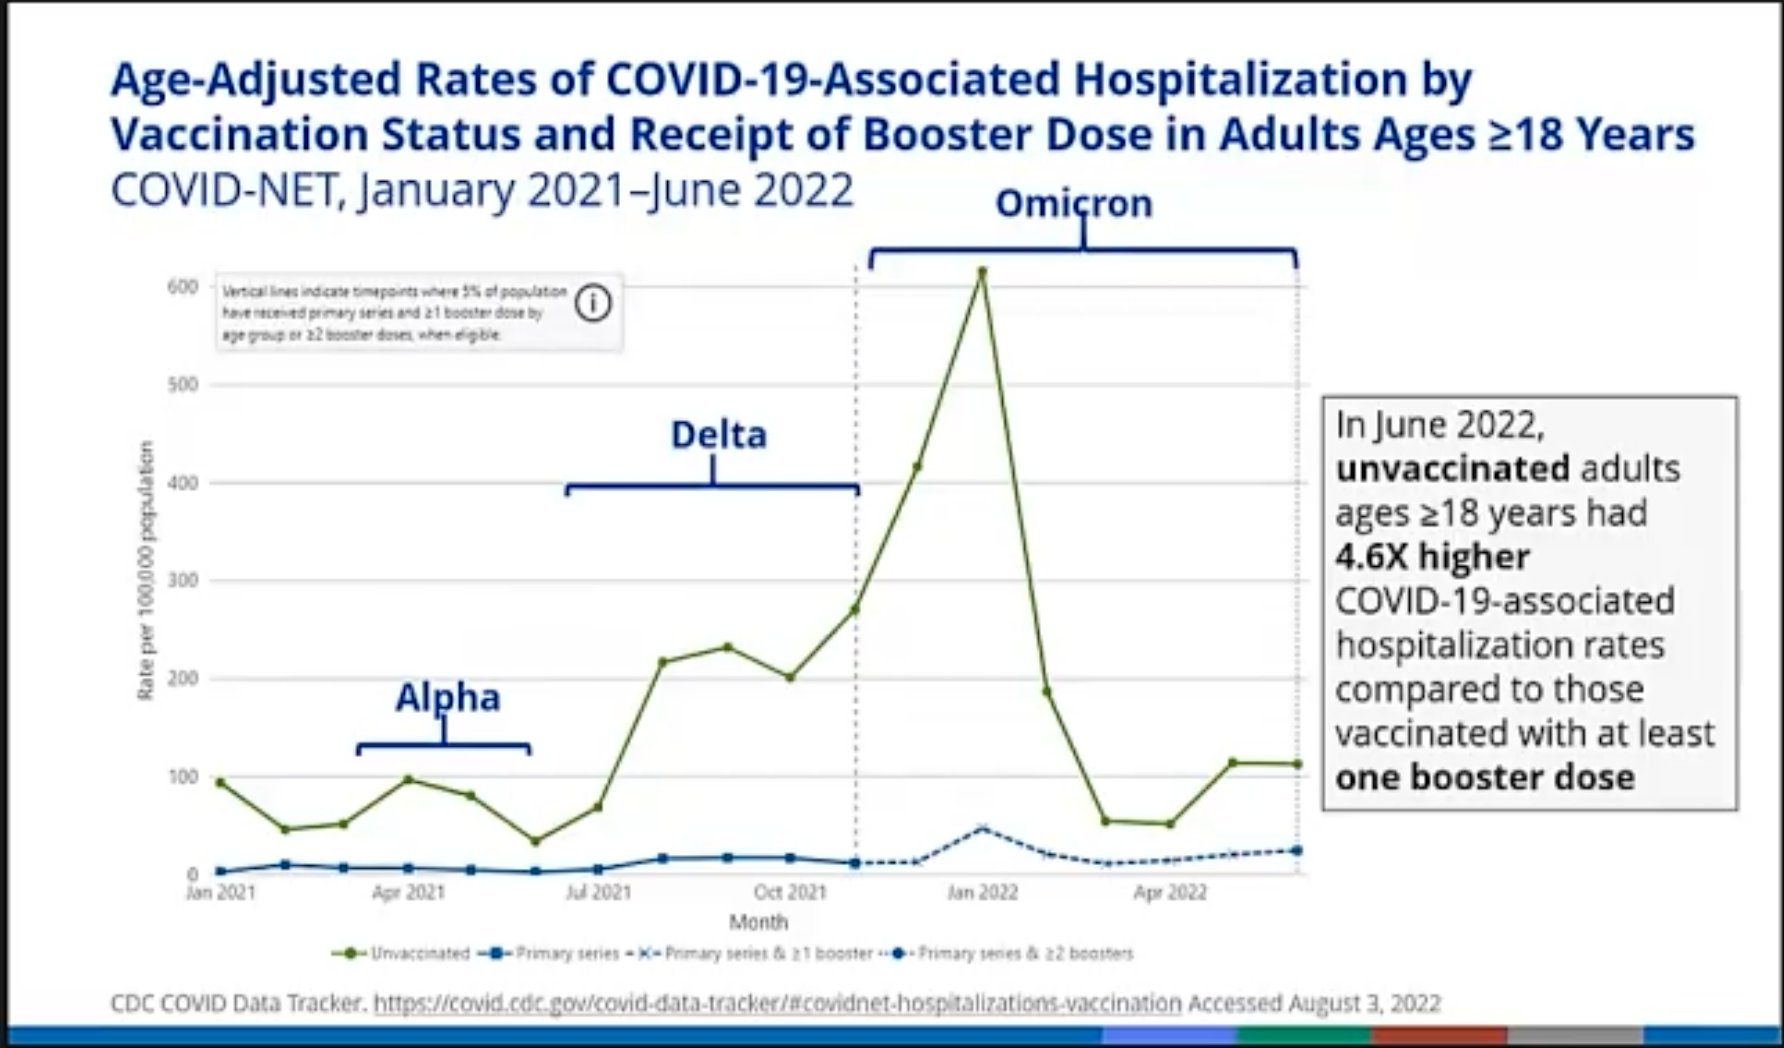 Age-Adjusted Rates of COVID-19-Associated Hospitalization by
Vaccination Status and Receipt of Booster Dose in Adults Ages ≥18 Years
COVID-NET, January 2021–June 2022
Omicron
Vertical lines indicate timepoints where 5% of population
have received primary series and ≥1 booster dose by
age group or ≥2 booster doses, when eligible.
i
Delta
Alpha
Rate per 100,000 population
600
500
400
300
200
100
0
Jan 2021 Apr 2021 Jul 2021 Oct 2021 Jan 2022 Apr 2022
Month
Unvaccinated Primary series Primary series & ≥1 booster Primary series & ≥2 boosters
In June 2022,
unvaccinated adults
ages ≥18 years had
4.6X higher
COVID-19-associated
hospitalization rates
compared to those
vaccinated with at least
one booster dose
CDC COVID Data Tracker. https://covid.cdc.gov/covid-data-tracker/#covidnet-hospitalizations-vaccination Accessed August 3, 2022